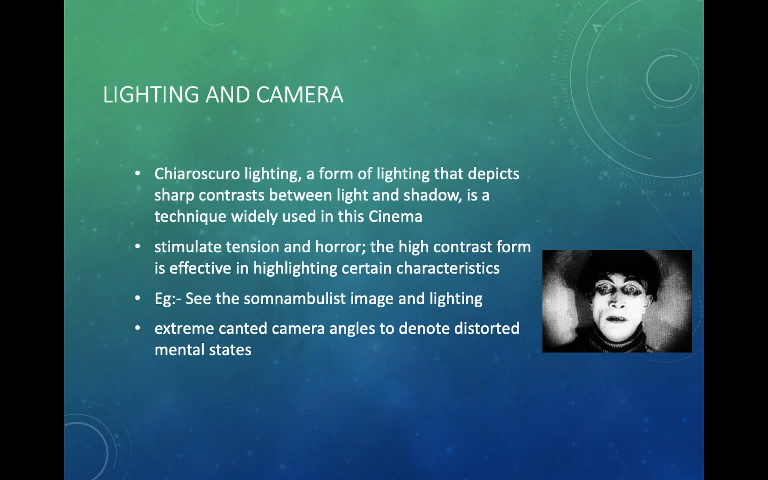 LIGHTING AND CAMERA
• Chiaroscuro lighting, a form of lighting that depicts
sharp contrasts between light and shadow, is a
technique widely used in this Cinema
• stimulate tension and horror; the high contrast form
is effective in highlighting certain characteristics
• Eg:- See the somnambulist image and lighting
• extreme canted camera angles to denote distorted
mental states